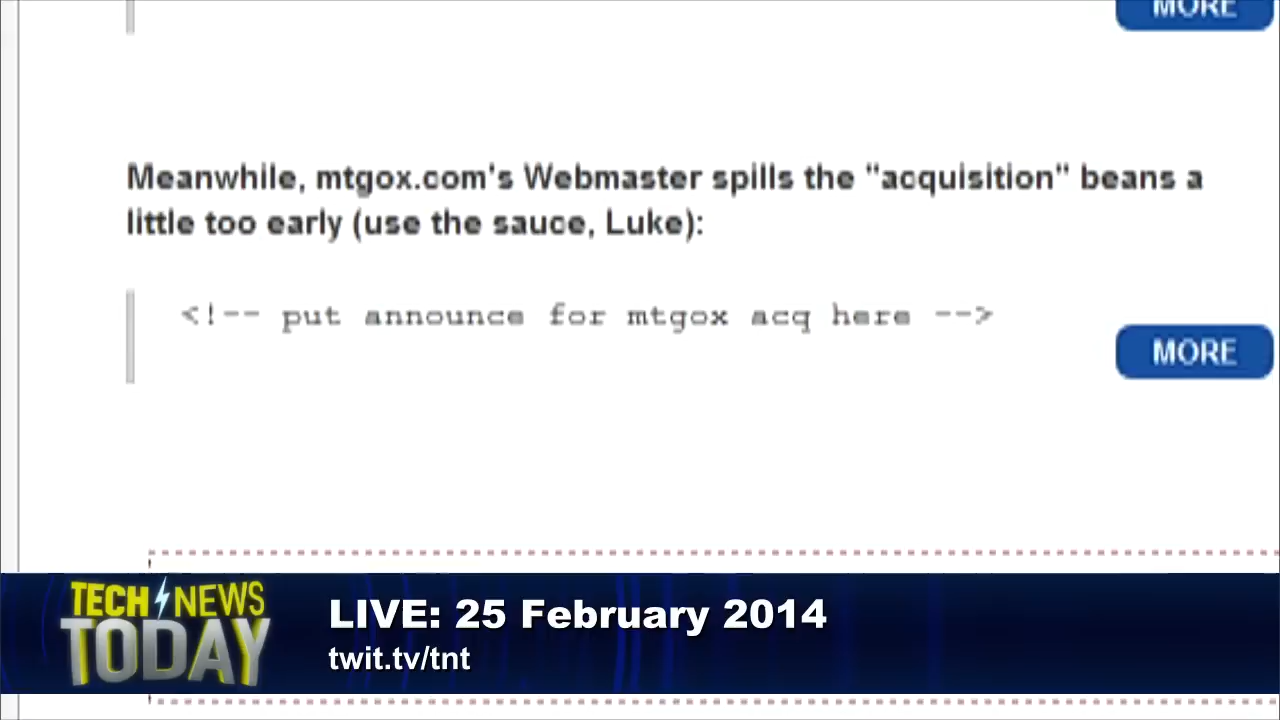 MORE
Meanwhile, mtgox.com's Webmaster spills the "acquisition" beans a
little too early (use the sauce, Luke):
<!-- put announce for mtgox acq here -->
MORE
TECH NEWS
TODAY
LIVE: 25 February 2014
twit.tv/tnt